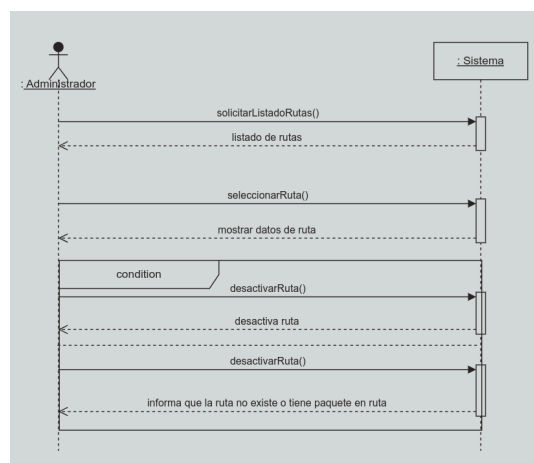 : Sistema
: Administrador
solicitarListadoRutas()
listado de rutas
seleccionarRuta()
mostrar datos de ruta
condition
desactivarRuta()
desactiva ruta
desactivarRuta()
informa que la ruta no existe o tiene paquete en ruta